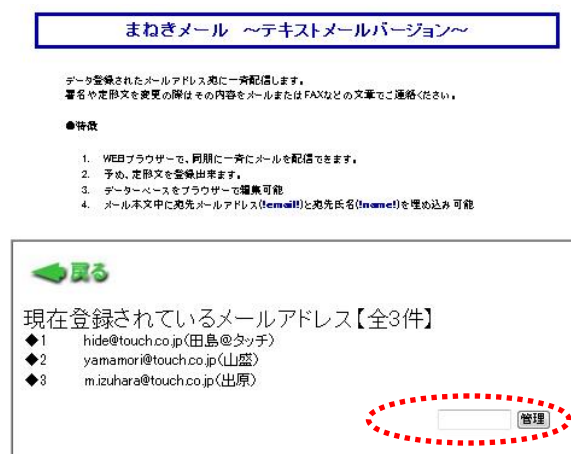 まねきメール ～テキストメールバージョン～
データ登録されたメールアドレス宛に一斉配信します。
署名や定形文を変更の際はその内容をメールまたはFAXなどの文章でご連絡ください。
●特徴
1. WEBブラウザーで、同朋に一斉にメールを配信できます。
2. 予め、定形文を登録出来ます。
3. データーベースをブラウザーで編集可能
4. メール本文中に宛先メールアドレス(!email!)と宛先氏名(!name!)を埋め込み可能
戻る
現在登録されているメールアドレス【全3件】
◆1 hide@touch.co.jp(田島@タッチ)
◆2 yamamori@touch.co.jp(山盛)
◆3 m.izuhara@touch.co.jp(出原)
管理